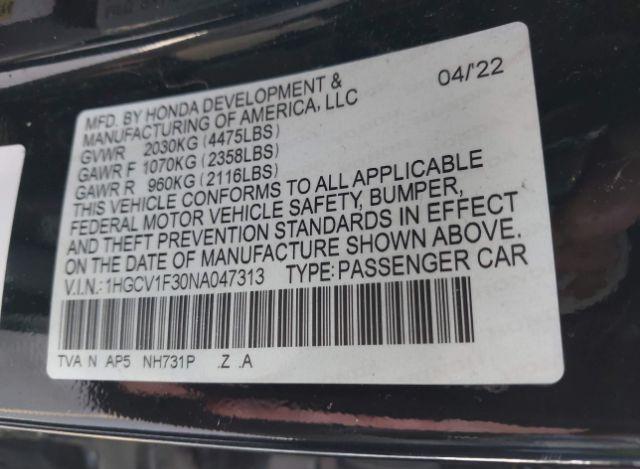 MFD. BY HONDA DEVELOPMENT & 04/'22
MANUFACTURING OF AMERICA, LLC
GVWR 2030KG (4475LBS)
GAWR F 1070KG (2358LBS)
GAWR R 960KG (2116LBS)
THIS VEHICLE CONFORMS TO ALL APPLICABLE
FEDERAL MOTOR VEHICLE SAFETY, BUMPER,
AND THEFT PREVENTION STANDARDS IN EFFECT
ON THE DATE OF MANUFACTURE SHOWN ABOVE.
V.I.N.: 1HGCV1F30NA047313 TYPE: PASSENGER CAR
TVA N AP5 NH731P .Z .A